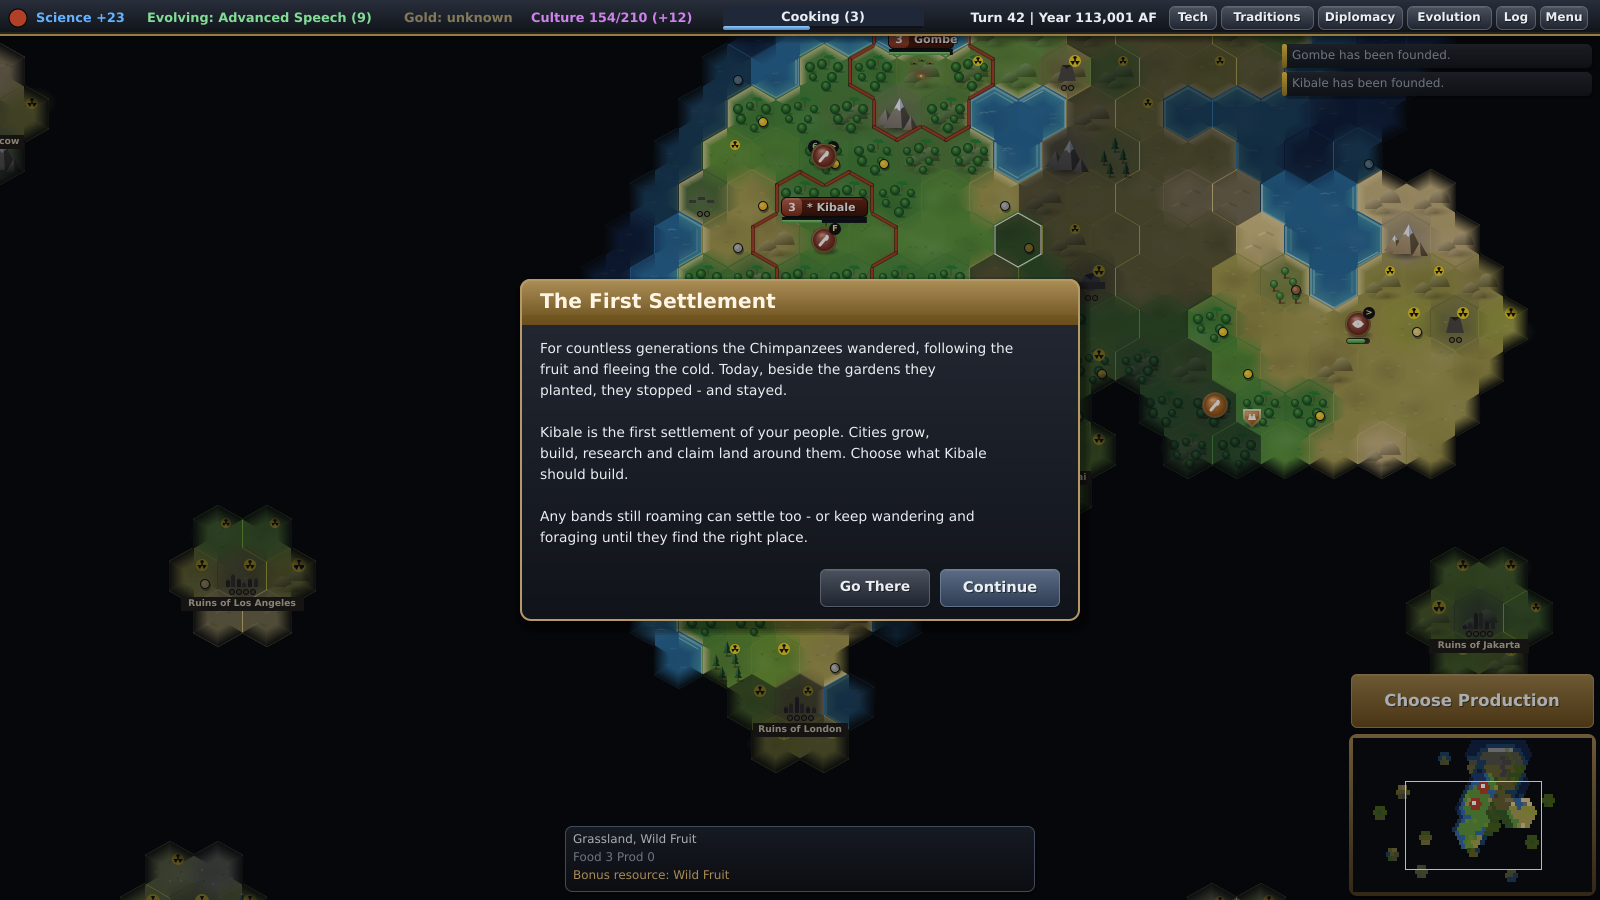 Science +23
Evolving: Advanced Speech (9)
Gold: unknown
Culture 154/210 (+12)
Cooking (3)
Turn 42 | Year 113,001 AF
Tech
Traditions
Diplomacy
Evolution
Log
Menu
3 Gombe
Gombe has been founded.
Kibale has been founded.
cow
3 * Kibale
F
>
The First Settlement
For countless generations the Chimpanzees wandered, following the
fruit and fleeing the cold. Today, beside the gardens they
planted, they stopped - and stayed.
Kibale is the first settlement of your people. Cities grow,
build, research and claim land around them. Choose what Kibale
should build.
Any bands still roaming can settle too - or keep wandering and
foraging until they find the right place.
Go There
Continue
ai
Ruins of Los Angeles
Ruins of Jakarta
Ruins of London
Choose Production
Grassland, Wild Fruit
Food 3 Prod 0
Bonus resource: Wild Fruit